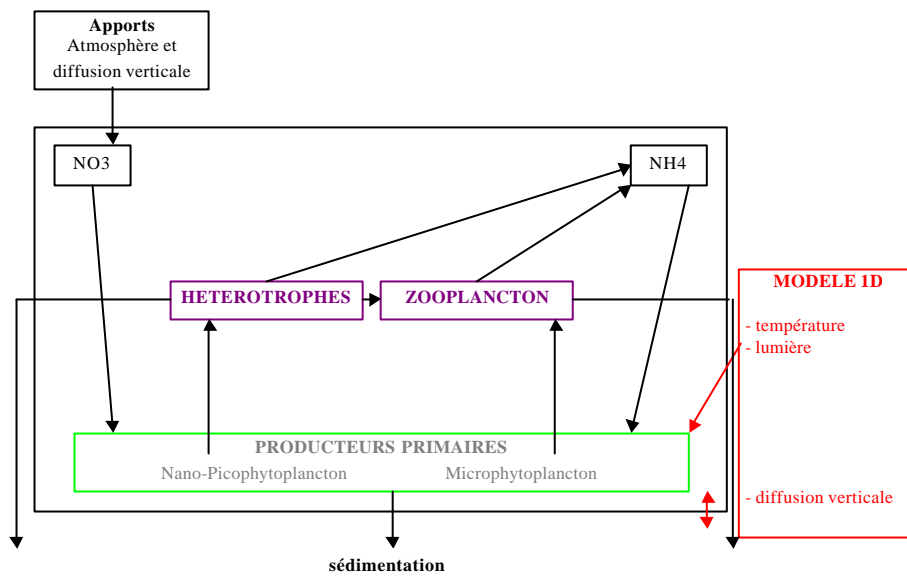 Apports
Atmosphère et
diffusion verticale
NO3
NH4
HETEROTROPHES
ZOOPLANCTON
MODELE 1D
- température
- lumière
PRODUCTEURS PRIMAIRES
Nano-Picophytoplancton
Microphytoplancton
- diffusion verticale
sédimentation